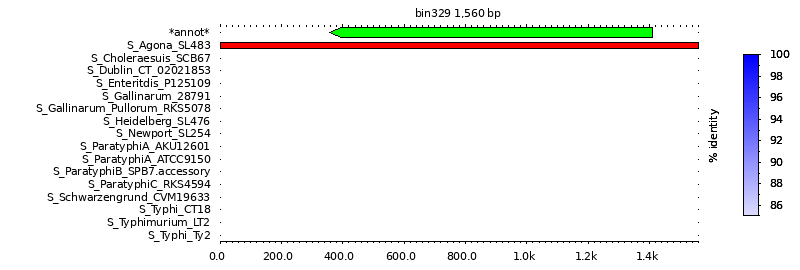 bin329 1,560 bp
*annot*
S_Agona_SL483
S_Choleraesuis_SCB67
S_Dublin_CT_02021853
S_Enteritidis_P125109
S_Gallinarum_28791
S_Gallinarum_Pullorum_RKS5078
S_Heidelberg_SL476
S_Newport_SL254
S_ParatyphiA_AKU12601
S_ParatyphiA_ATCC9150
S_ParatyphiB_SPB7.accessory
S_ParatyphiC_RKS4594
S_Schwarzengrund_CVM19633
S_Typhi_CT18
S_Typhimurium_LT2
S_Typhi_Ty2
0.0 200.0 400.0 600.0 800.0 1.0k 1.2k 1.4k
% identity
100
98
96
94
92
90
88
86